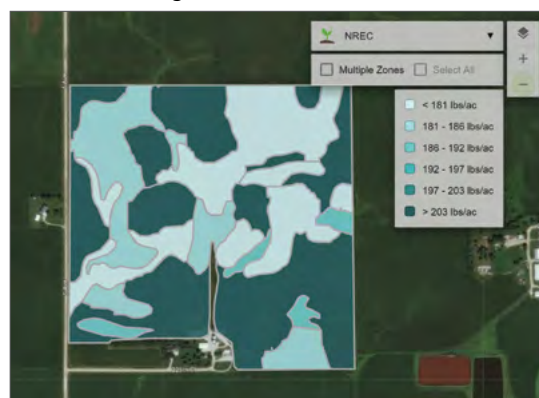 NREC
Multiple Zones Select All
< 181 lbs/ac
181 - 186 lbs/ac
186 - 192 lbs/ac
192 - 197 lbs/ac
197 - 203 lbs/ac
> 203 lbs/ac